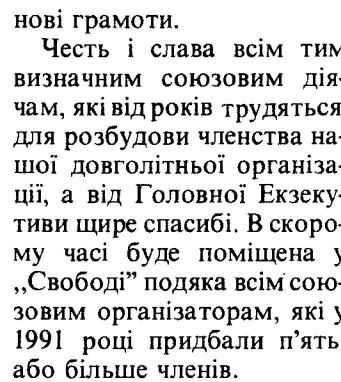 нові грамоти.
Честь і слава всім тим
визначним союзовим дія-
чам, які від років трудяться
для розбудови членства на-
шої довголітньої організа-
ції, а від Головної Екзеку-
тиви щире спасибі. В скоро-
му часі буде поміщена у
,,Свободі” подяка всім сою-
зовим організаторам, які у
1991 році придбали п'ять
або більше членів.